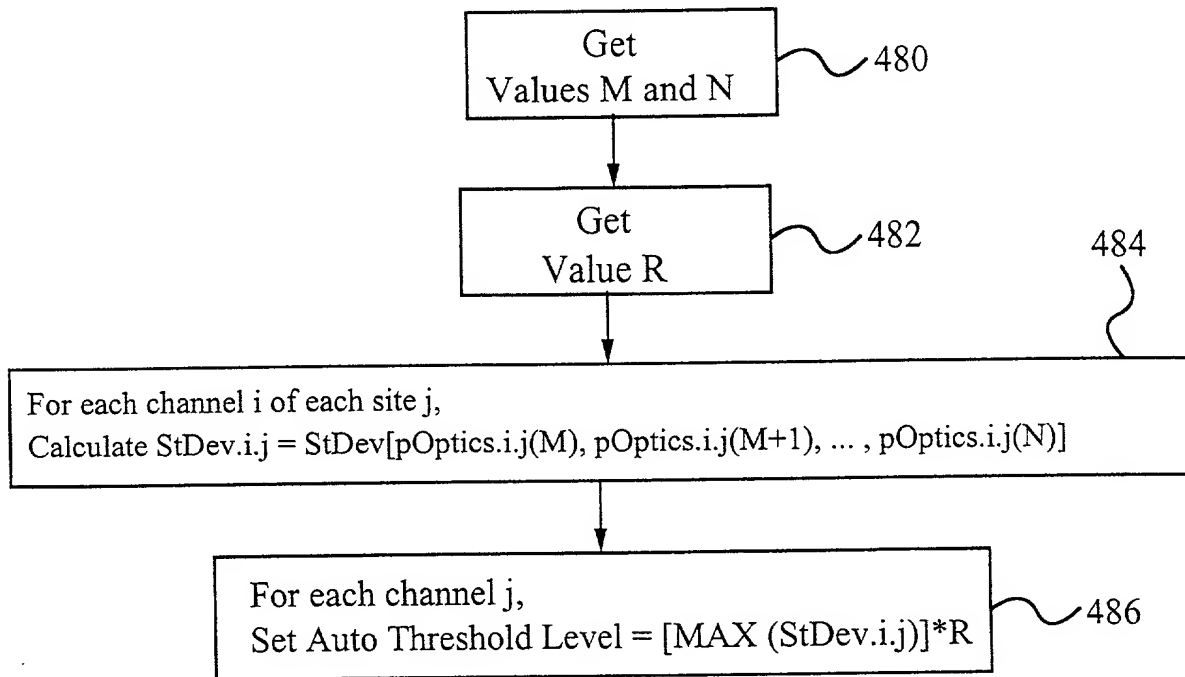 Get
Values M and N
480
Get
Value R
482
484
For each channel i of each site j,
Calculate StDev.i.j = StDev[pOptics.i.j(M), pOptics.i.j(M+1), ... , pOptics.i.j(N)]
For each channel j,
Set Auto Threshold Level = [MAX (StDev.i.j)]*R
486